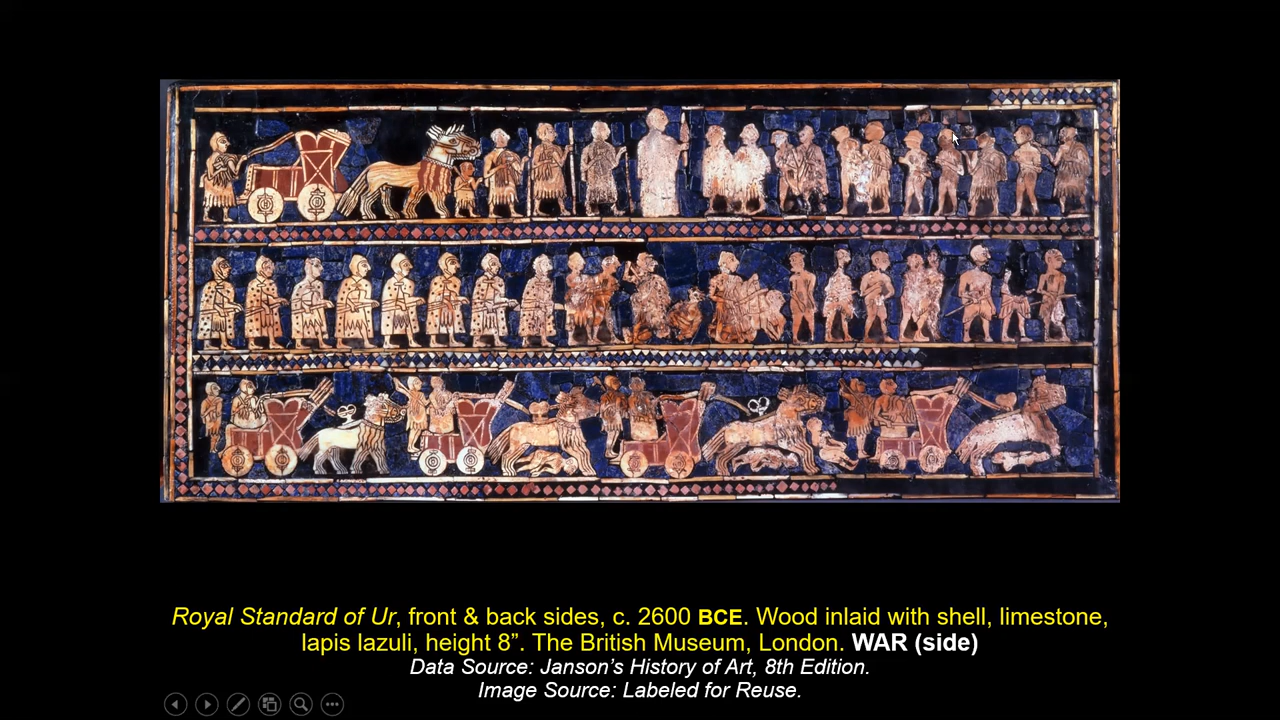 Royal Standard of Ur, front & back sides, c. 2600 BCE. Wood inlaid with shell, limestone,
lapis lazuli, height 8”. The British Museum, London. WAR (side)
Data Source: Janson’s History of Art, 8th Edition.
Image Source: Labeled for Reuse.